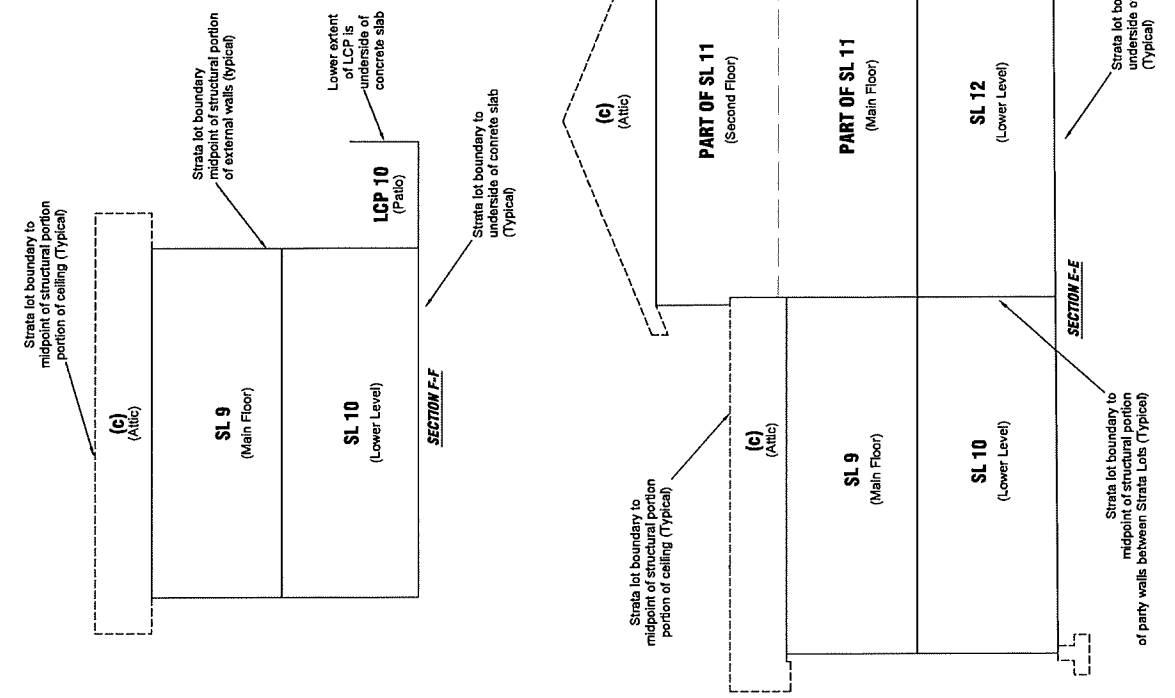 Strata lot boundary to
midpoint of structural portion
portion of ceiling (Typical)
Strata lot boundary
midpoint of structural portion
of external walls (typical)
Lower extent
of LCP is
underside of
concrete slab
(c)
(Attic)
SL 9
(Main Floor)
SL 10
(Lower Level)
LCP 10
(Patio)
Strata lot boundary to
underside of conrete slab
(Typical)
SECTION F-F
(c)
(Attic)
PART OF SL 11
(Second Floor)
PART OF SL 11
(Main Floor)
SL 12
(Lower Level)
Strata lot boundary to
midpoint of structural portion
portion of ceiling (Typical)
(c)
(Attic)
SL 9
(Main Floor)
SL 10
(Lower Level)
SECTION E-E
Strata lot boundary to
midpoint of structural portion
of party walls between Strata Lots (Typical)
Strata lot
underside
(Typical)